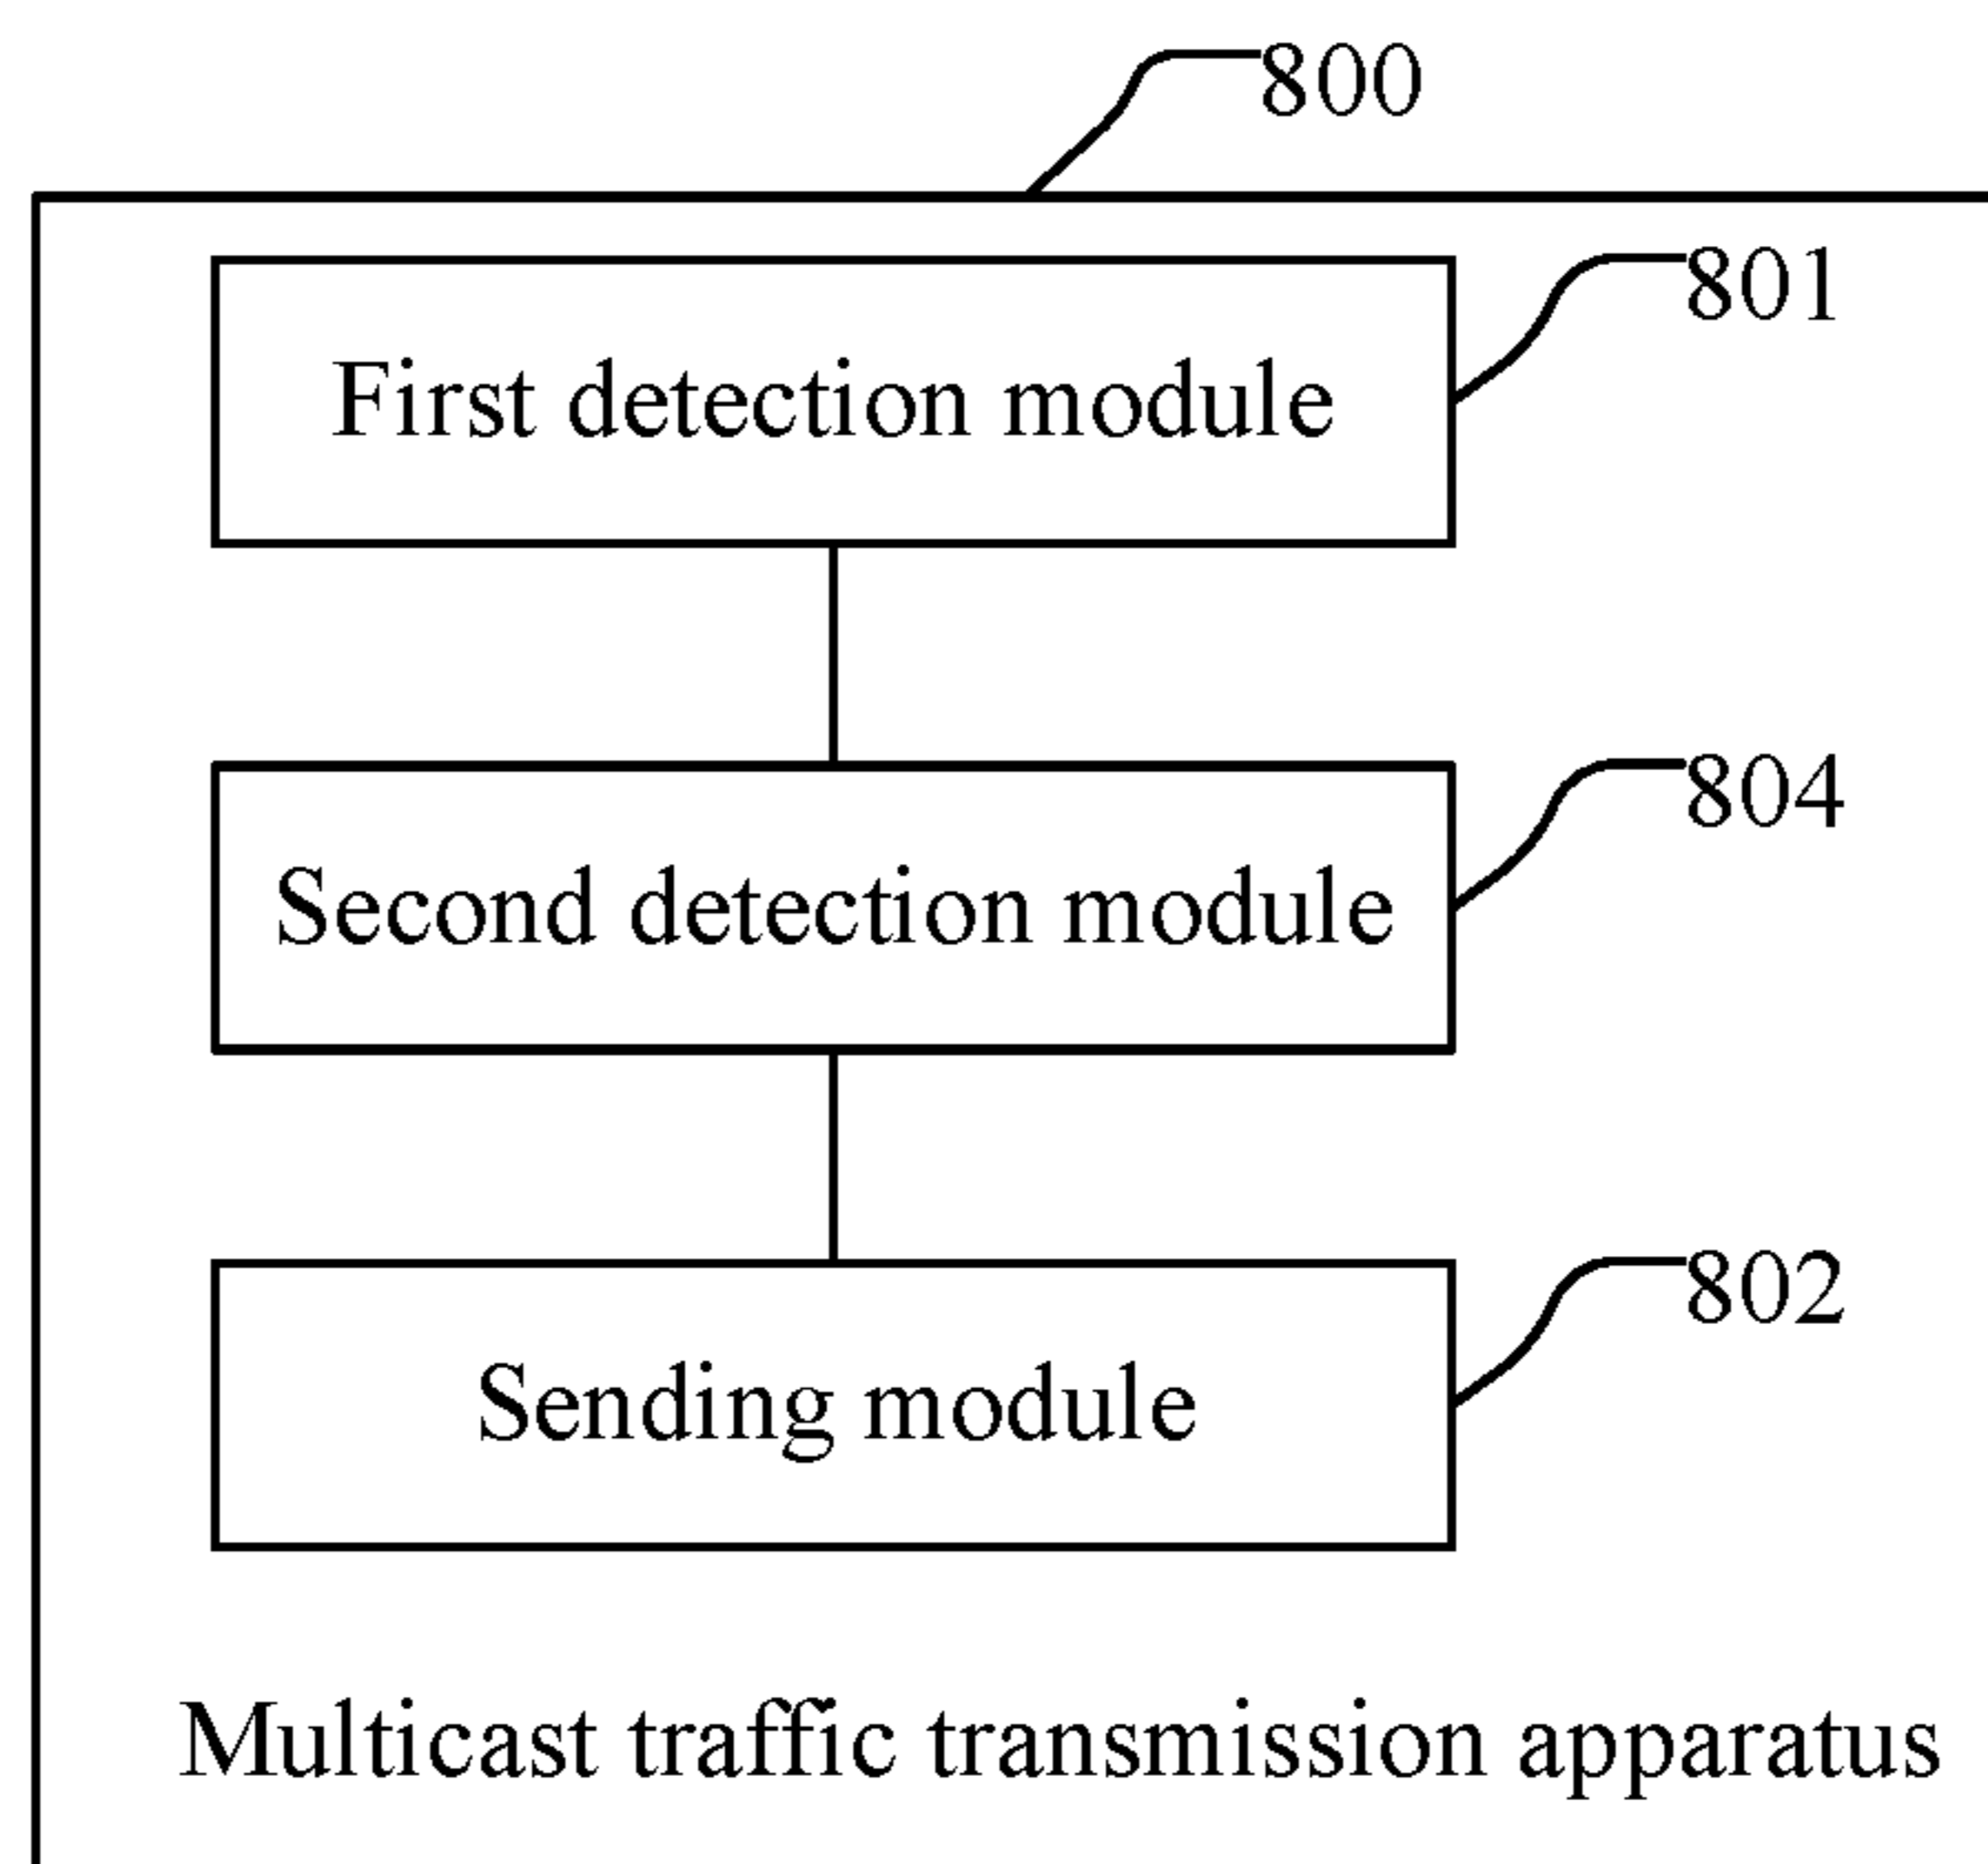 800
801
First detection module
804
Second detection module
802
Sending module
Multicast traffic transmission apparatus